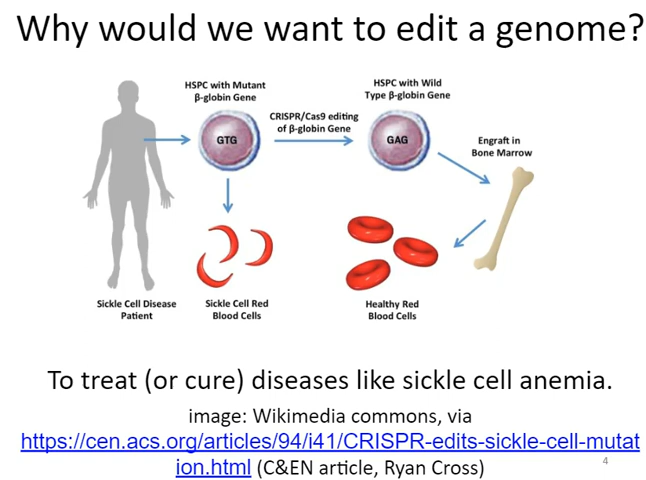 Why would we want to edit a genome?
HSPC with Mutant
β-globin Gene
HSPC with Wild
Type β-globin Gene
CRISPR/Cas9 editing
of β-globin Gene
GTG
GAG
Engraft in
Bone Marrow
Sickle Cell Disease
Patient
Sickle Cell Red
Blood Cells
Healthy Red
Blood Cells
To treat (or cure) diseases like sickle cell anemia.
image: Wikimedia commons, via
https://cen.acs.org/articles/94/i41/CRISPR-edits-sickle-cell-mutat
ion.html (C&EN article, Ryan Cross)
4